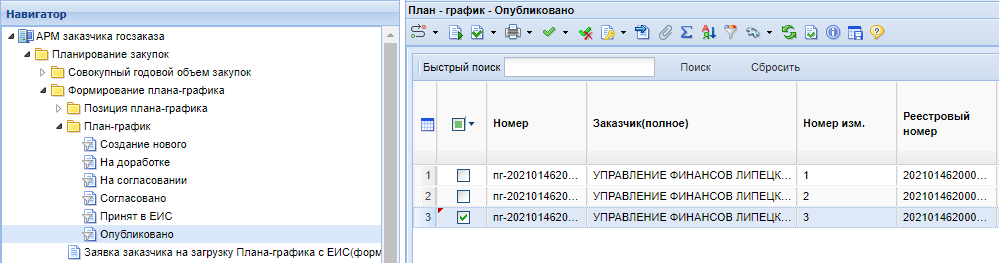 Навигатор
АРМ заказчика госзаказа
Планирование закупок
Совокупный годовой объем закупок
Формирование плана-графика
Позиция плана-графика
План-график
Создание нового
На доработке
На согласовании
Согласовано
Принят в ЕИС
Опубликовано
Заявка заказчика на загрузку Плана-графика с ЕИС(форм
План - график - Опубликовано
Быстрый поиск Поиск Сбросить
Номер Заказчик(полное) Номер изм. Реестровый
номер
1 пг-2021014620... УПРАВЛЕНИЕ ФИНАНСОВ ЛИПЕЦК... 1 202101462000...
2 пг-2021014620... УПРАВЛЕНИЕ ФИНАНСОВ ЛИПЕЦК... 2 202101462000...
3 пг-2021014620... УПРАВЛЕНИЕ ФИНАНСОВ ЛИПЕЦК... 3 202101462000...